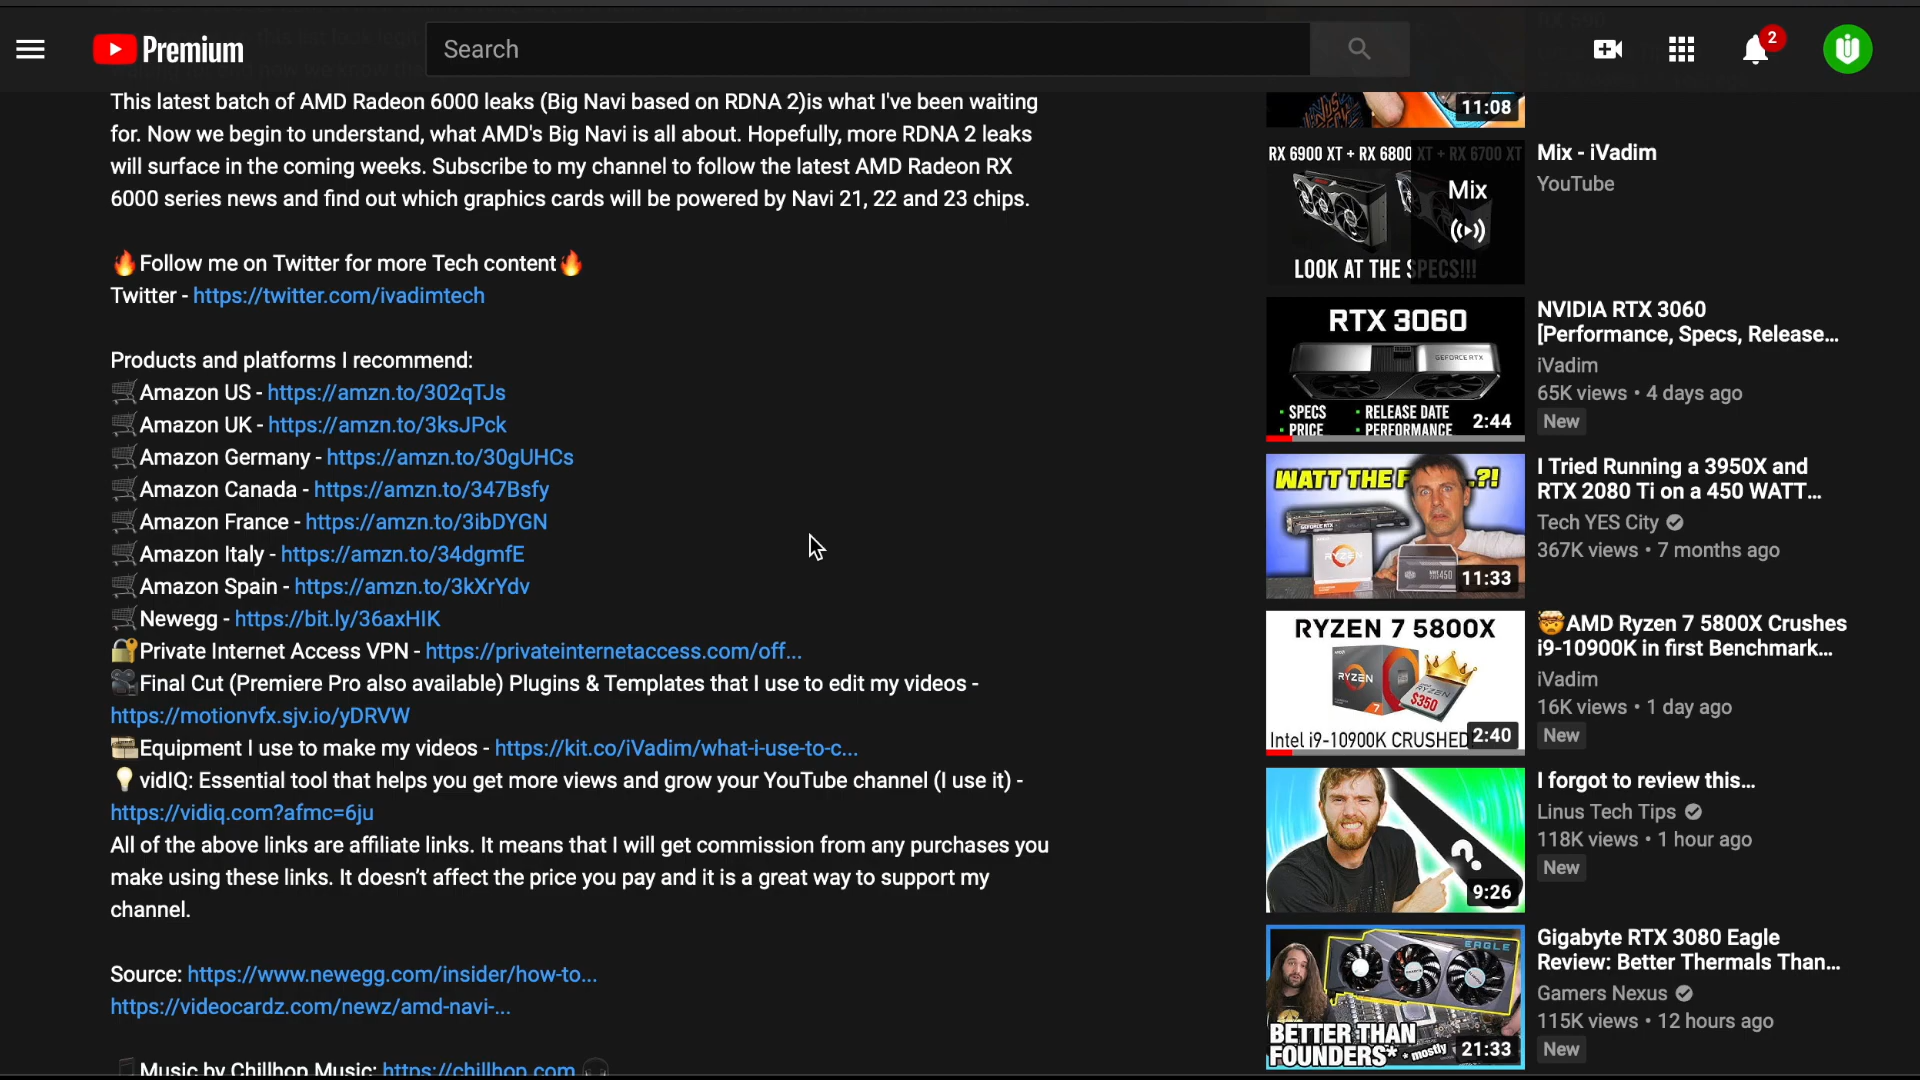 Premium
Search
2
This latest batch of AMD Radeon 6000 leaks (Big Navi based on RDNA 2)is what I've been waiting
for. Now we begin to understand, what AMD's Big Navi is all about. Hopefully, more RDNA 2 leaks
will surface in the coming weeks. Subscribe to my channel to follow the latest AMD Radeon RX
6000 series news and find out which graphics cards will be powered by Navi 21, 22 and 23 chips.
🔥Follow me on Twitter for more Tech content🔥
Twitter - https://twitter.com/ivadimtech
Products and platforms I recommend:
🛒Amazon US - https://amzn.to/302qTJs
🛒Amazon UK - https://amzn.to/3ksJPck
🛒Amazon Germany - https://amzn.to/30gUHCs
🛒Amazon Canada - https://amzn.to/347Bsfy
🛒Amazon France - https://amzn.to/3ibDYGN
🛒Amazon Italy - https://amzn.to/34dgmfE
🛒Amazon Spain - https://amzn.to/3kXrYdv
🛒Newegg - https://bit.ly/36axHIK
🔐Private Internet Access VPN - https://privateinternetaccess.com/off...
🎥Final Cut (Premiere Pro also available) Plugins & Templates that I use to edit my videos -
https://motionvfx.sjv.io/yDRVW
Equipment I use to make my videos - https://kit.co/iVadim/what-i-use-to-c...
💡vidIQ: Essential tool that helps you get more views and grow your YouTube channel (I use it) -
https://vidiq.com?afmc=6ju
All of the above links are affiliate links. It means that I will get commission from any purchases you
make using these links. It doesn't affect the price you pay and it is a great way to support my
channel.
Source: https://www.newegg.com/insider/how-to...
https://videocardz.com/newz/amd-navi-...
Music by Chillhop Music: https://chillhop.com
11:08
RX 6900 XT + RX 6800 XT + RX 6700 XT
Mix
LOOK AT THE SPECS!!!
Mix - iVadim
YouTube
RTX 3060
GEFORCE RTX
• SPECS
• RELEASE DATE
• PRICE
• PERFORMANCE
2:44
NVIDIA RTX 3060
[Performance, Specs, Release...
iVadim
65K views • 4 days ago
New
WATT THE F...?!
GEFORCE RTX
RYZEN
450
11:33
I Tried Running a 3950X and
RTX 2080 Ti on a 450 WATT...
Tech YES City
367K views • 7 months ago
RYZEN 7 5800X
RYZEN
7
RYZEN
$350
Intel i9-10900K CRUSHED
2:40
🤯AMD Ryzen 7 5800X Crushes
i9-10900K in first Benchmark...
iVadim
16K views • 1 day ago
New
?
9:26
I forgot to review this...
Linus Tech Tips
118K views • 1 hour ago
New
EAGLE
BETTER THAN
FOUNDERS* * mostly
21:33
Gigabyte RTX 3080 Eagle
Review: Better Thermals Than...
Gamers Nexus
115K views • 12 hours ago
New